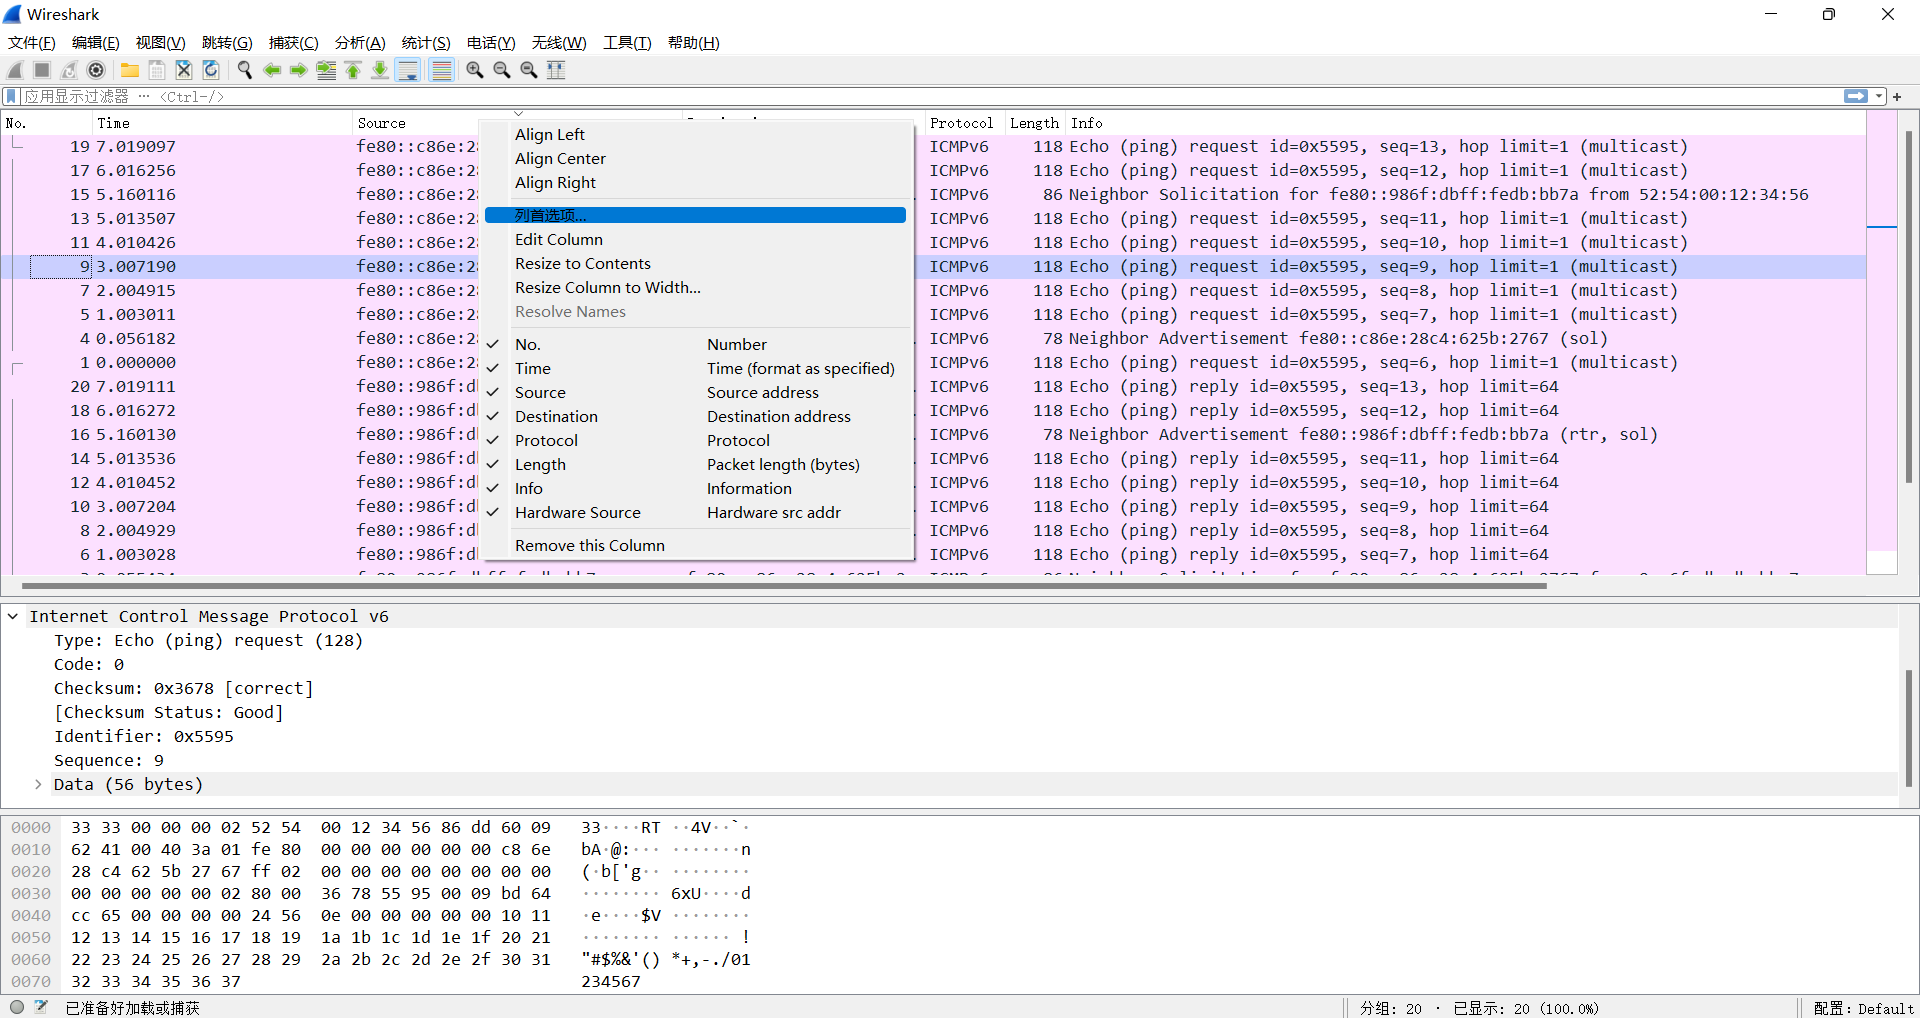 Wireshark
文件(F) 编辑(E) 视图(V) 跳转(G) 捕获(C) 分析(A) 统计(S) 电话(Y) 无线(W) 工具(T) 帮助(H)
应用显示过滤器 … <Ctrl-/>
No. Time Source Protocol Length Info
19 7.019097 fe80::c86e:2 ICMPv6 118 Echo (ping) request id=0x5595, seq=13, hop limit=1 (multicast)
17 6.016256 fe80::c86e:2 ICMPv6 118 Echo (ping) request id=0x5595, seq=12, hop limit=1 (multicast)
15 5.160116 fe80::c86e:2 ICMPv6 86 Neighbor Solicitation for fe80::986f:dbff:fedb:bb7a from 52:54:00:12:34:56
13 5.013507 fe80::c86e:2 ICMPv6 118 Echo (ping) request id=0x5595, seq=11, hop limit=1 (multicast)
11 4.010426 fe80::c86e:2 ICMPv6 118 Echo (ping) request id=0x5595, seq=10, hop limit=1 (multicast)
9 3.007190 fe80::c86e:2 ICMPv6 118 Echo (ping) request id=0x5595, seq=9, hop limit=1 (multicast)
7 2.004915 fe80::c86e:2 ICMPv6 118 Echo (ping) request id=0x5595, seq=8, hop limit=1 (multicast)
5 1.003011 fe80::c86e:2 ICMPv6 118 Echo (ping) request id=0x5595, seq=7, hop limit=1 (multicast)
4 0.056182 fe80::c86e:2 ICMPv6 78 Neighbor Advertisement fe80::c86e:28c4:625b:2767 (sol)
1 0.000000 fe80::c86e:2 ICMPv6 118 Echo (ping) request id=0x5595, seq=6, hop limit=1 (multicast)
20 7.019111 fe80::986f:d ICMPv6 118 Echo (ping) reply id=0x5595, seq=13, hop limit=64
18 6.016272 fe80::986f:d ICMPv6 118 Echo (ping) reply id=0x5595, seq=12, hop limit=64
16 5.160130 fe80::986f:d ICMPv6 78 Neighbor Advertisement fe80::986f:dbff:fedb:bb7a (rtr, sol)
14 5.013536 fe80::986f:d ICMPv6 118 Echo (ping) reply id=0x5595, seq=11, hop limit=64
12 4.010452 fe80::986f:d ICMPv6 118 Echo (ping) reply id=0x5595, seq=10, hop limit=64
10 3.007204 fe80::986f:d ICMPv6 118 Echo (ping) reply id=0x5595, seq=9, hop limit=64
8 2.004929 fe80::986f:d ICMPv6 118 Echo (ping) reply id=0x5595, seq=8, hop limit=64
6 1.003028 fe80::986f:d ICMPv6 118 Echo (ping) reply id=0x5595, seq=7, hop limit=64
Align Left
Align Center
Align Right
列首选项...
Edit Column
Resize to Contents
Resize Column to Width...
Resolve Names
No. Number
Time Time (format as specified)
Source Source address
Destination Destination address
Protocol Protocol
Length Packet length (bytes)
Info Information
Hardware Source Hardware src addr
Remove this Column
Internet Control Message Protocol v6
Type: Echo (ping) request (128)
Code: 0
Checksum: 0x3678 [correct]
[Checksum Status: Good]
Identifier: 0x5595
Sequence: 9
Data (56 bytes)
0000 33 33 00 00 00 02 52 54 00 12 34 56 86 dd 60 09 33····RT ··4V··`·
0010 62 41 00 40 3a 01 fe 80 00 00 00 00 00 00 c8 6e bA·@:··· ·······n
0020 28 c4 62 5b 27 67 ff 02 00 00 00 00 00 00 00 00 (·b['g·· ········
0030 00 00 00 00 00 02 80 00 36 78 55 95 00 09 bd 64 ········ 6xU····d
0040 cc 65 00 00 00 00 24 56 0e 00 00 00 00 00 10 11 ·e····$V ········
0050 12 13 14 15 16 17 18 19 1a 1b 1c 1d 1e 1f 20 21 ········ ······ !
0060 22 23 24 25 26 27 28 29 2a 2b 2c 2d 2e 2f 30 31 "#$%&'() *+,-./01
0070 32 33 34 35 36 37 234567
已准备好加载或捕获 分组: 20 · 已显示: 20 (100.0%) 配置: Default